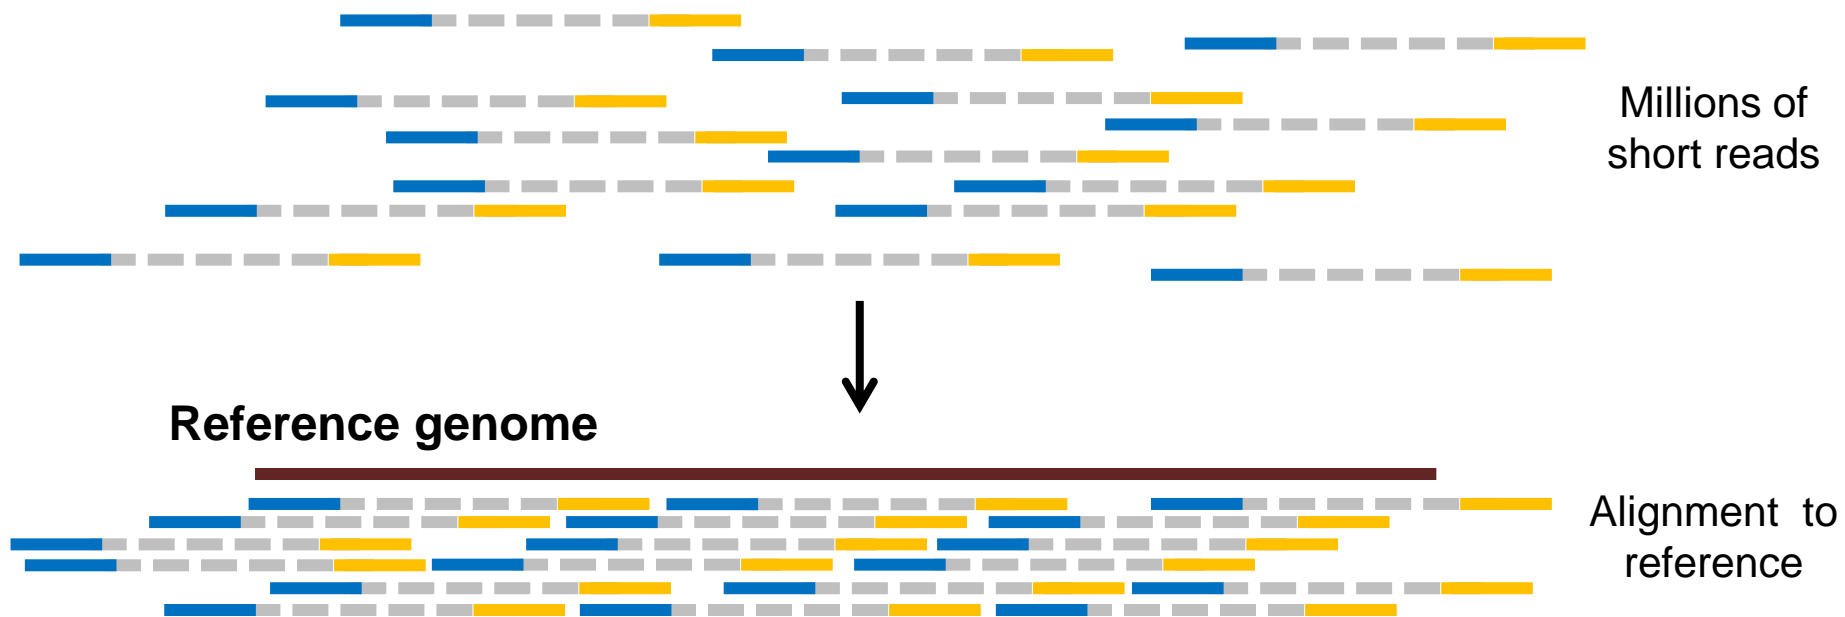 Millions of
short reads
Reference genome
Alignment to
reference